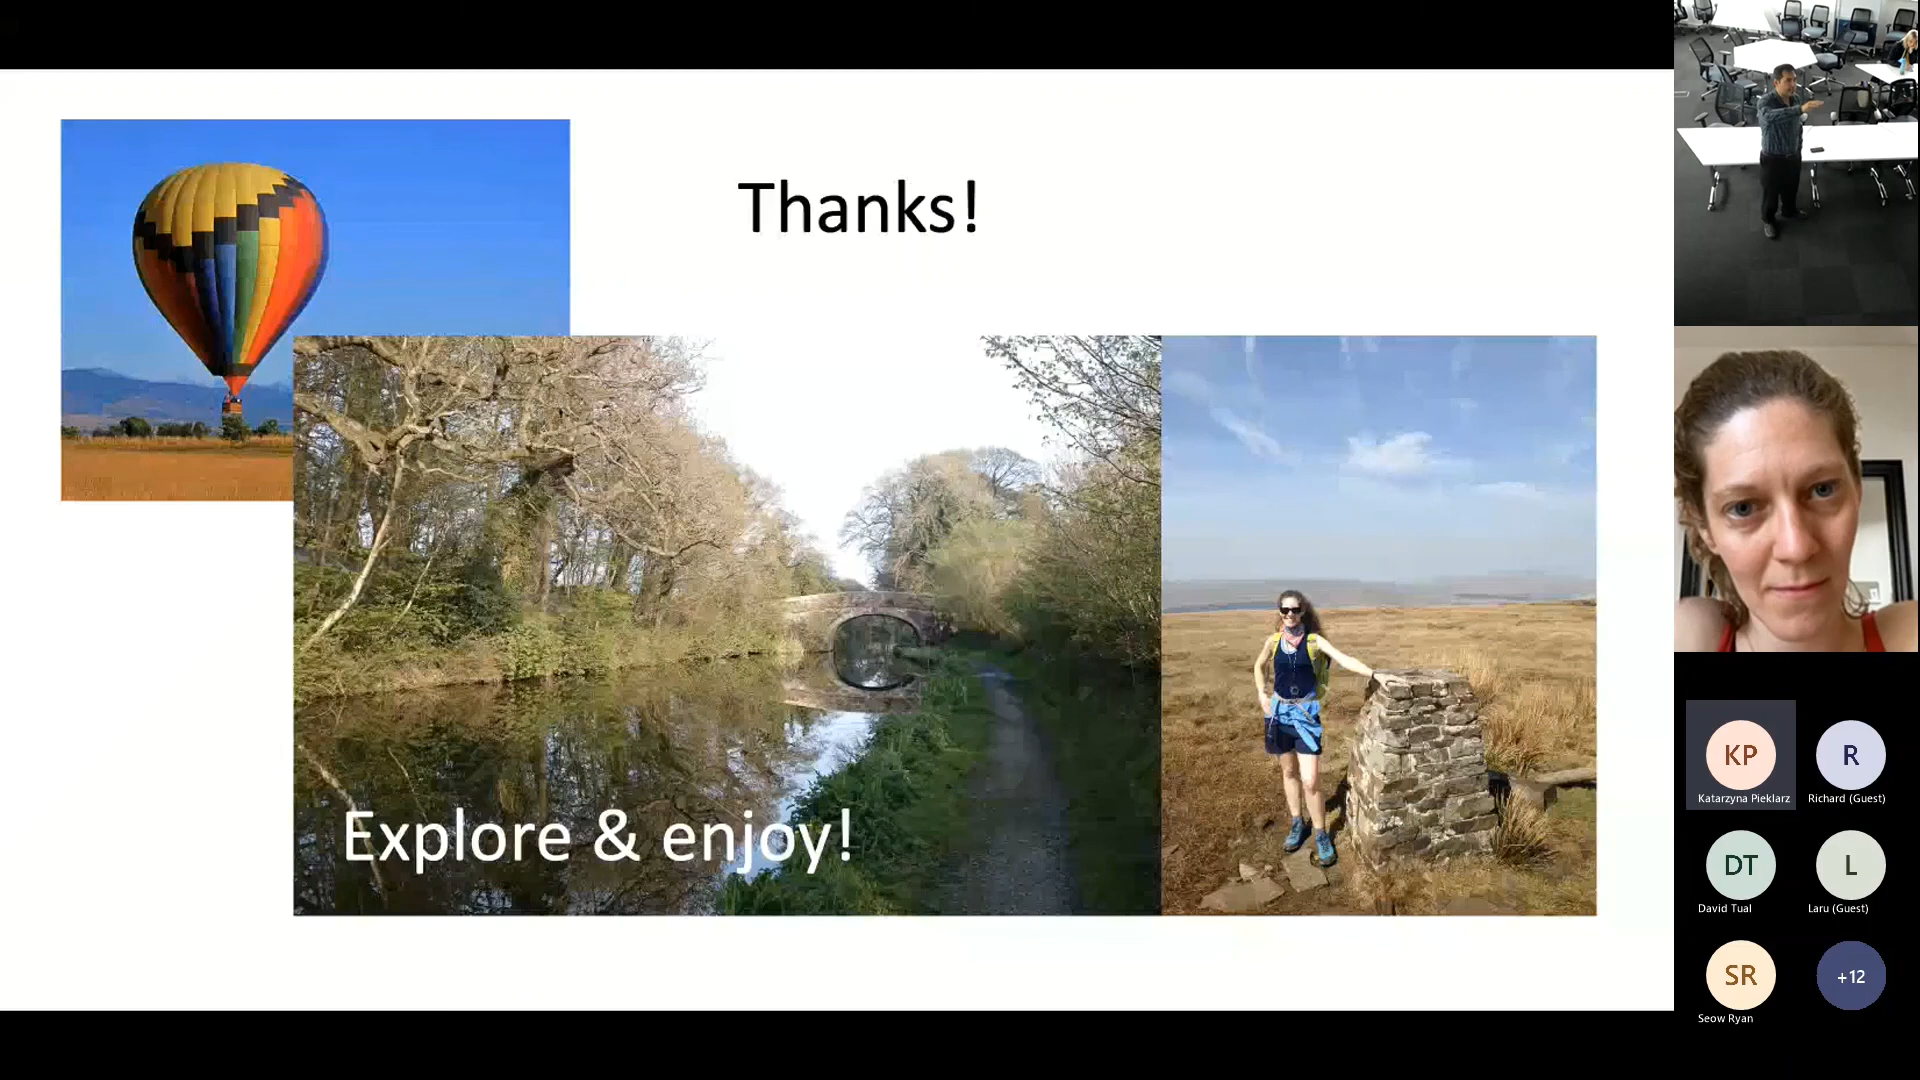 Thanks!
Explore & enjoy!
KP
Katarzyna Pieklarz
R
Richard (Guest)
DT
David Tual
L
Laru (Guest)
SR
Seow Ryan
+12